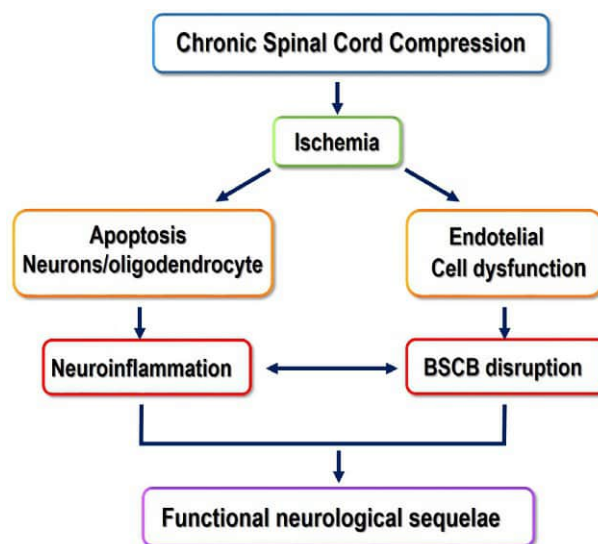 Chronic Spinal Cord Compression
Ischemia
Apoptosis
Neurons/oligodendrocyte
Endotelial
Cell dysfunction
Neuroinflammation
BSCB disruption
Functional neurological sequelae